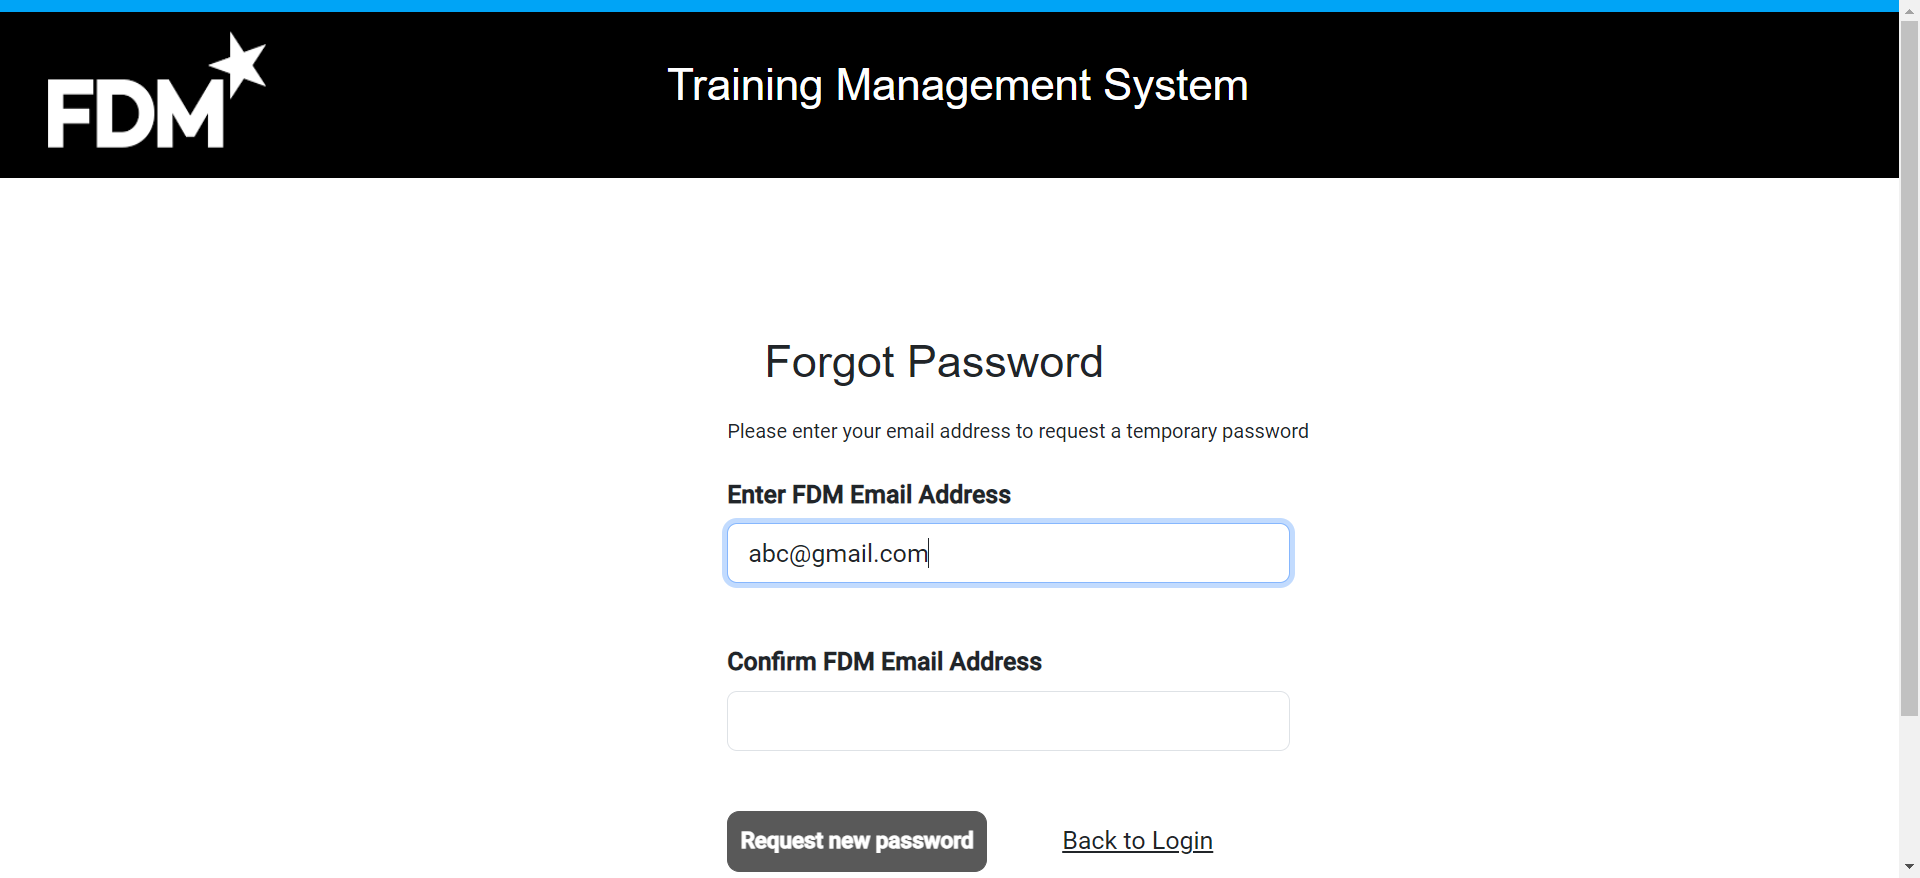 FDM
Training Management System
Forgot Password
Please enter your email address to request a temporary password
Enter FDM Email Address
abc@gmail.com
Confirm FDM Email Address
Request new password
Back to Login